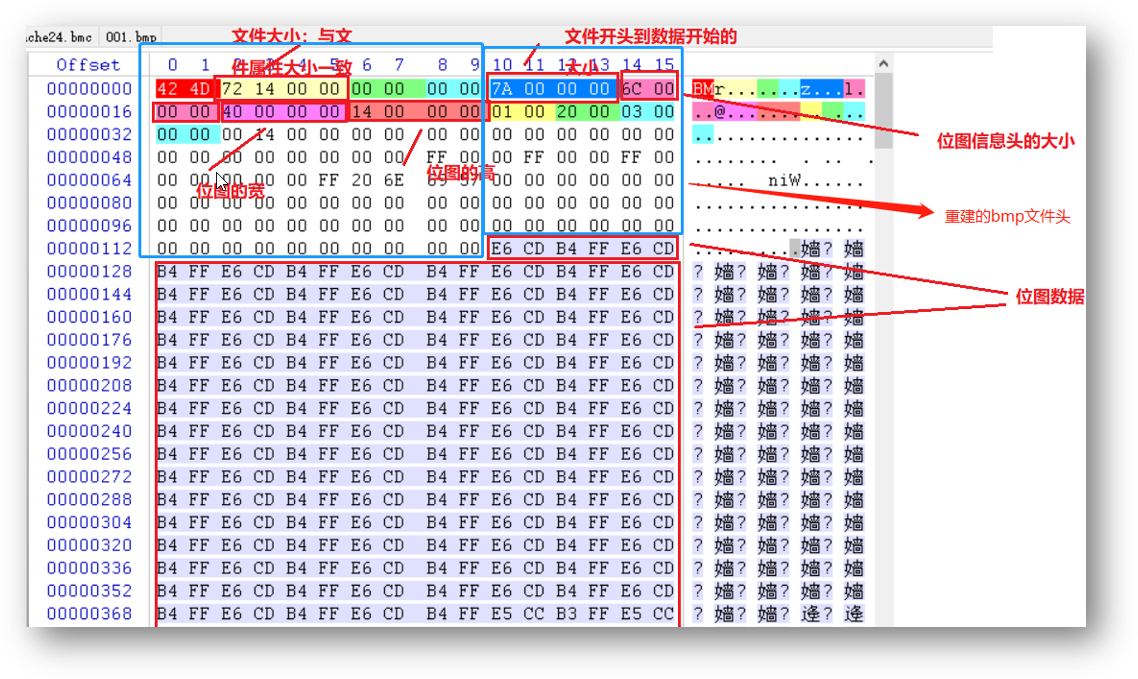 che24.bmc 001.bmp
文件大小：与文件属性大小一致
文件开头到数据开始的大小
Offset 0 1 2 3 4 5 6 7 8 9 10 11 12 13 14 15
00000000 42 4D 72 14 00 00 00 00 00 00 7A 00 00 00 6C 00 BMr.......z...l.
00000016 00 00 40 00 00 00 14 00 00 00 01 00 20 00 03 00 ..@......... ...
00000032 00 00 00 14 00 00 00 00 00 00 00 00 00 00 00 00 ................
00000048 00 00 00 00 00 00 00 00 FF 00 00 FF 00 00 FF 00
00000064 00 00 00 00 00 FF 20 6E 69 57 00 00 00 00 00 00 ..... niW......
00000080 00 00 00 00 00 00 00 00 00 00 00 00 00 00 00 00 ................
00000096 00 00 00 00 00 00 00 00 00 00 00 00 00 00 00 00 ................
00000112 00 00 00 00 00 00 00 00 00 00 E6 CD B4 FF E6 CD ..........嫱? 嫱
00000128 B4 FF E6 CD B4 FF E6 CD B4 FF E6 CD B4 FF E6 CD ? 嫱? 嫱? 嫱? 嫱
00000144 B4 FF E6 CD B4 FF E6 CD B4 FF E6 CD B4 FF E6 CD ? 嫱? 嫱? 嫱? 嫱
00000160 B4 FF E6 CD B4 FF E6 CD B4 FF E6 CD B4 FF E6 CD ? 嫱? 嫱? 嫱? 嫱
00000176 B4 FF E6 CD B4 FF E6 CD B4 FF E6 CD B4 FF E6 CD ? 嫱? 嫱? 嫱? 嫱
00000192 B4 FF E6 CD B4 FF E6 CD B4 FF E6 CD B4 FF E6 CD ? 嫱? 嫱? 嫱? 嫱
00000208 B4 FF E6 CD B4 FF E6 CD B4 FF E6 CD B4 FF E6 CD ? 嫱? 嫱? 嫱? 嫱
00000224 B4 FF E6 CD B4 FF E6 CD B4 FF E6 CD B4 FF E6 CD ? 嫱? 嫱? 嫱? 嫱
00000240 B4 FF E6 CD B4 FF E6 CD B4 FF E6 CD B4 FF E6 CD ? 嫱? 嫱? 嫱? 嫱
00000256 B4 FF E6 CD B4 FF E6 CD B4 FF E6 CD B4 FF E6 CD ? 嫱? 嫱? 嫱? 嫱
00000272 B4 FF E6 CD B4 FF E6 CD B4 FF E6 CD B4 FF E6 CD ? 嫱? 嫱? 嫱? 嫱
00000288 B4 FF E6 CD B4 FF E6 CD B4 FF E6 CD B4 FF E6 CD ? 嫱? 嫱? 嫱? 嫱
00000304 B4 FF E6 CD B4 FF E6 CD B4 FF E6 CD B4 FF E6 CD ? 嫱? 嫱? 嫱? 嫱
00000320 B4 FF E6 CD B4 FF E6 CD B4 FF E6 CD B4 FF E6 CD ? 嫱? 嫱? 嫱? 嫱
00000336 B4 FF E6 CD B4 FF E6 CD B4 FF E6 CD B4 FF E6 CD ? 嫱? 嫱? 嫱? 嫱
00000352 B4 FF E6 CD B4 FF E6 CD B4 FF E6 CD B4 FF E6 CD ? 嫱? 嫱? 嫱? 嫱
00000368 B4 FF E6 CD B4 FF E6 CD B4 FF E5 CC B3 FF E5 CC ? 嫱? 嫱? 逄? 逄
位图的宽
位图的高
位图信息头的大小
重建的bmp文件头
位图数据